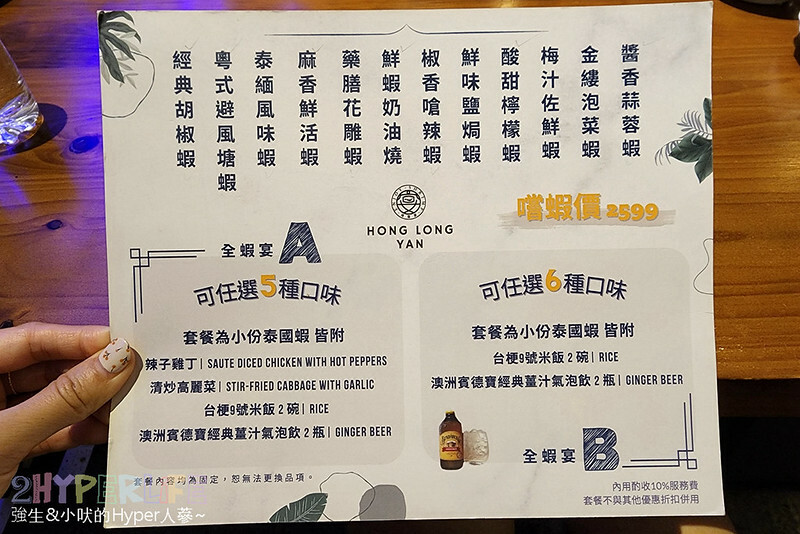 醬香蒜蓉蝦
金縷泡菜蝦
梅汁佐鮮蝦
酸甜檸檬蝦
鮮味鹽焗蝦
椒香嗆辣蝦
鮮蝦奶油燒
藥膳花雕蝦
麻香鮮活蝦
泰緬風味蝦
粵式避風塘蝦
經典胡椒蝦
HONG LONG
YAN
嚐蝦價2599
全蝦宴A
可任選5種口味
套餐為小份泰國蝦 皆附
辣子雞丁| SAUTE DICED CHICKEN WITH HOT PEPPERS
清炒高麗菜| STIR-FRIED CABBAGE WITH GARLIC
台梗9號米飯 2 碗| RICE
澳洲賓德寶經典薑汁氣泡飲 2 瓶| GINGER BEER
可任選6種口味
套餐為小份泰國蝦 皆附
台梗9號米飯 2 碗| RICE
澳洲賓德寶經典薑汁氣泡飲 2 瓶| GINGER BEER
全蝦宴B
套餐內容均為固定，恕無法更換品項。
內用酌收10%服務費
套餐不與其他優惠折扣併用
2HYPERLIFE
強生&小吠的Hyper人蔘~